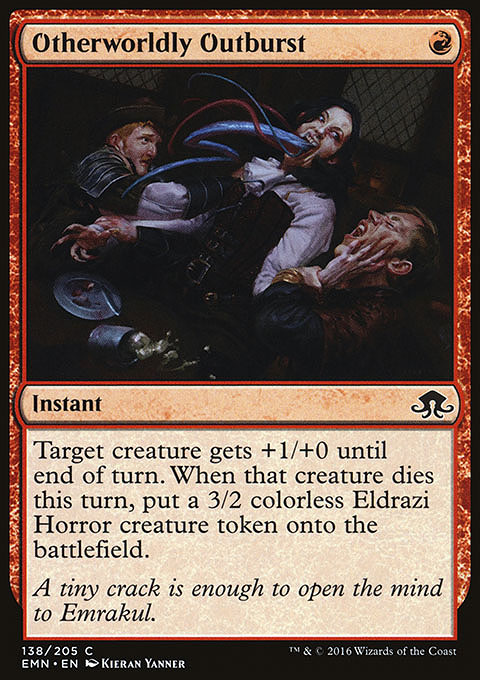 Otherworldly Outburst
Instant
Target creature gets +1/+0 until
end of turn. When that creature dies
this turn, put a 3/2 colorless Eldrazi
Horror creature token onto the
battlefield.
A tiny crack is enough to open the mind
to Emrakul.
138/205 C
EMN • EN Kieran Yanner
™ & © 2016 Wizards of the Coast